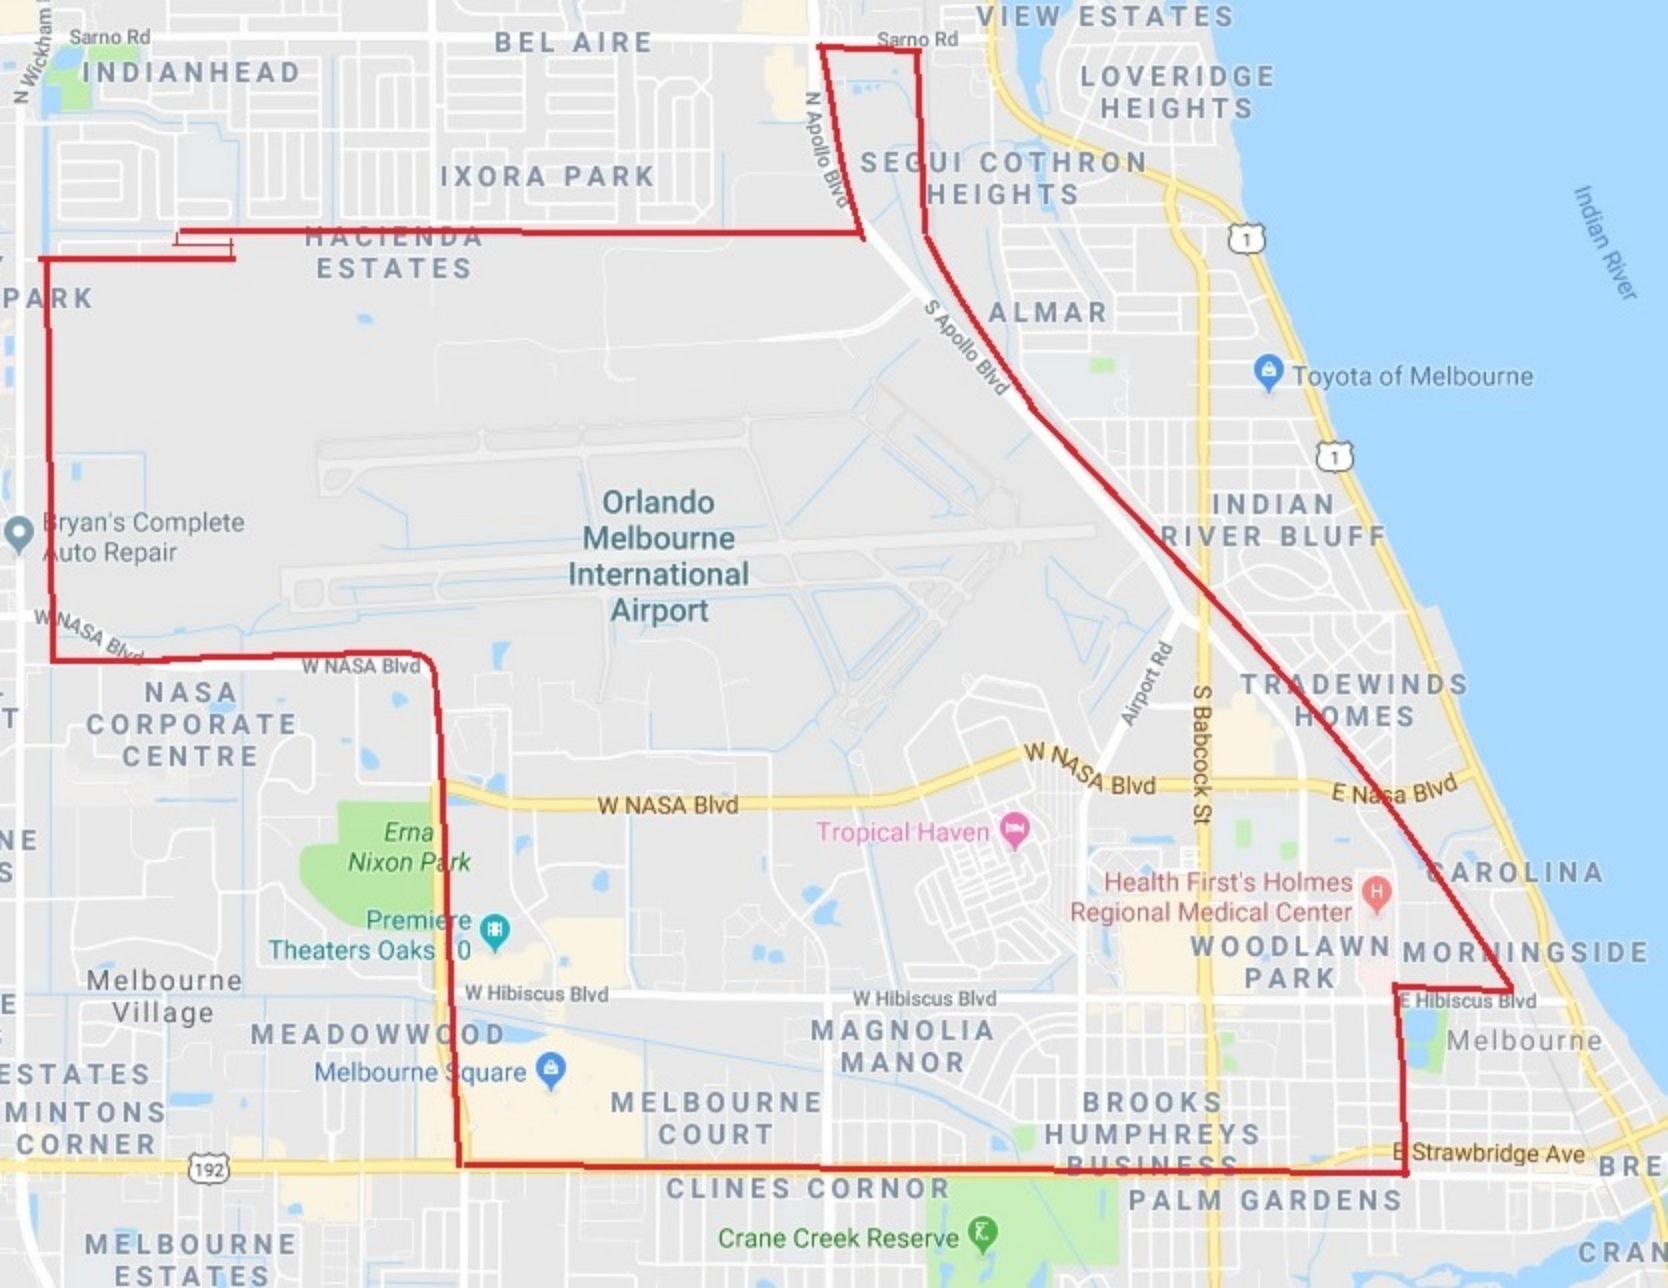 VIEW ESTATES
N Wickham
Sarno Rd
BEL AIRE
Sarno Rd
INDIANHEAD
LOVERIDGE
HEIGHTS
N Apollo Blvd
IXORA PARK
SEGUI COTHRON
HEIGHTS
Indian River
HACIENDA
ESTATES
1
PARK
S Apollo Blvd
ALMAR
Toyota of Melbourne
1
Orlando
Melbourne
International
Airport
INDIAN
RIVER BLUFF
Bryan's Complete
Auto Repair
W NASA Blvd
W NASA Blvd
Airport Rd
S Babcock St
TRADEWINDS
HOMES
NASA
CORPORATE
CENTRE
T
W NASA Blvd
W NASA Blvd
E Nasa Blvd
Erna
Nixon Park
Tropical Haven
NE
S
CAROLINA
Health First's Holmes
Regional Medical Center
H
Premiere
Theaters Oaks 10
WOODLAWN
PARK
MORNINGSIDE
Melbourne
Village
W Hibiscus Blvd
W Hibiscus Blvd
E Hibiscus Blvd
E
MEADOWWOOD
MAGNOLIA
MANOR
Melbourne
Melbourne Square
ESTATES
MINTONS
CORNER
MELBOURNE
COURT
BROOKS
HUMPHREYS
BUSINESS
E Strawbridge Ave
192
BRE
CLINES CORNOR
PALM GARDENS
Crane Creek Reserve
MELBOURNE
ESTATES
CRAN